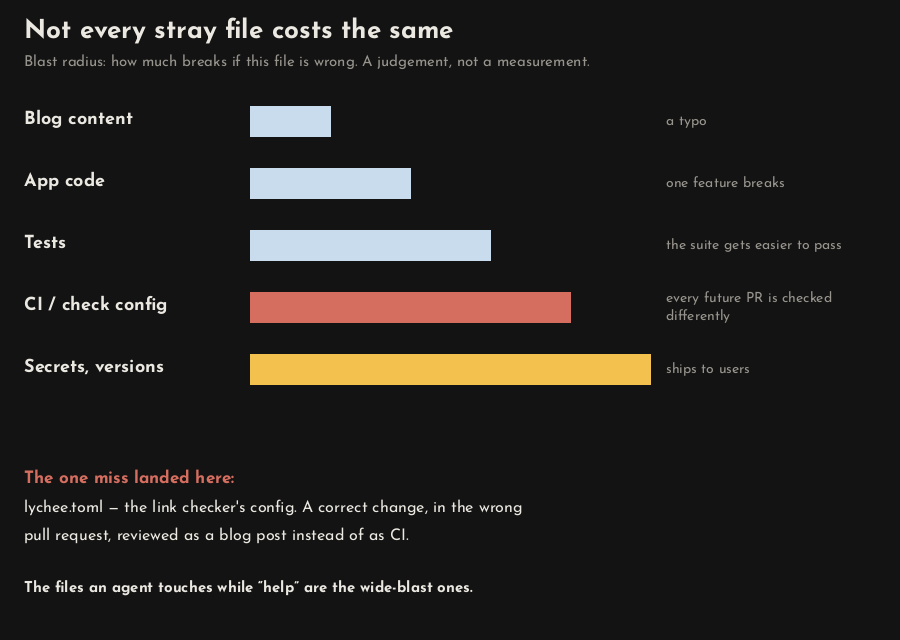 Not every stray file costs the same
Blast radius: how much breaks if this file is wrong. A judgement, not a measurement.
Blog content
a typo
App code
one feature breaks
Tests
the suite gets easier to pass
CI / check config
every future PR is checked
differently
Secrets, versions
ships to users
The one miss landed here:
lychee.toml — the link checker's config. A correct change, in the wrong
pull request, reviewed as a blog post instead of as CI.
The files an agent touches while “help” are the wide-blast ones.